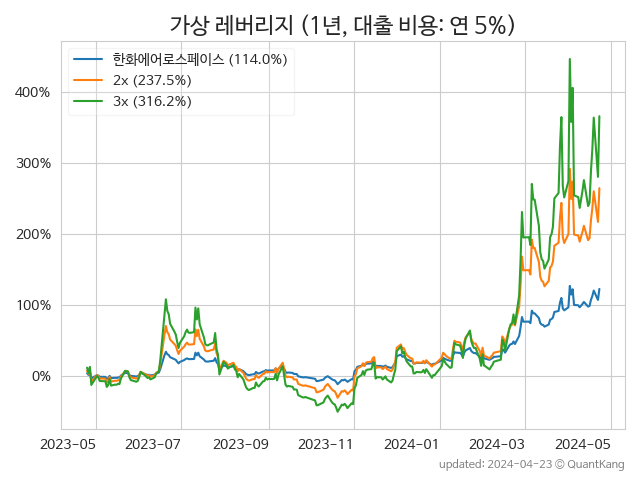 가상 레버리지 (1년, 대출 비용: 연 5%)
한화에어로스페이스 (114.0%)
2x (237.5%)
3x (316.2%)
400%
300%
200%
100%
0%
2023-05 2023-07 2023-09 2023-11 2024-01 2024-03 2024-05
updated: 2024-04-23 © QuantKang